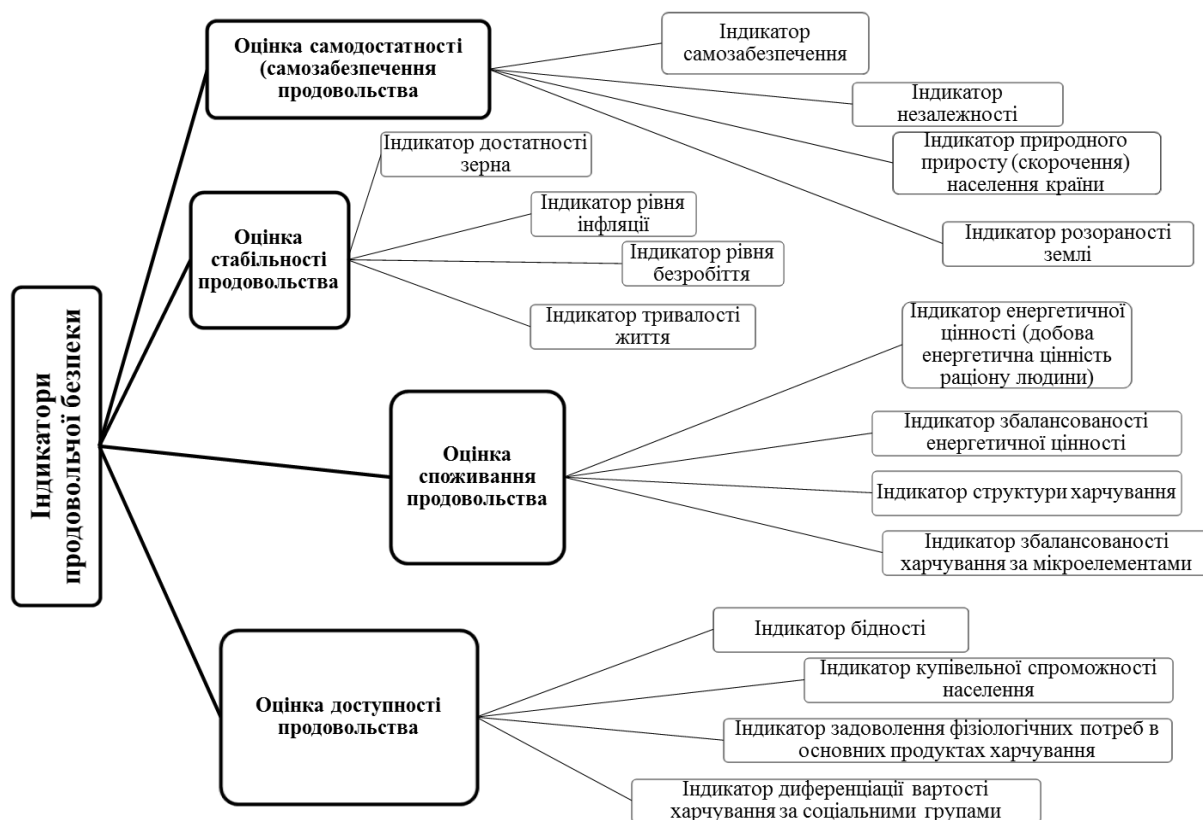 Індикатори
продовольчої безпеки
Оцінка самодостатності
(самозабезпечення
продовольства
Індикатор
самозабезпечення
Індикатор
незалежності
Індикатор природного
приросту (скорочення)
населення країни
Індикатор розораності
землі
Оцінка
стабільності
продовольства
Індикатор достатності
зерна
Індикатор рівня
інфляції
Індикатор рівня
безробіття
Індикатор тривалості
життя
Оцінка
споживання
продовольства
Індикатор енергетичної
цінності (добова
енергетична цінність
раціону людини)
Індикатор збалансованості
енергетичної цінності
Індикатор структури харчування
Індикатор збалансованості
харчування за мікроелементами
Оцінка доступності
продовольства
Індикатор бідності
Індикатор купівельної спроможності
населення
Індикатор задоволення фізіологічних потреб в
основних продуктах харчування
Індикатор диференціації вартості
харчування за соціальними групами